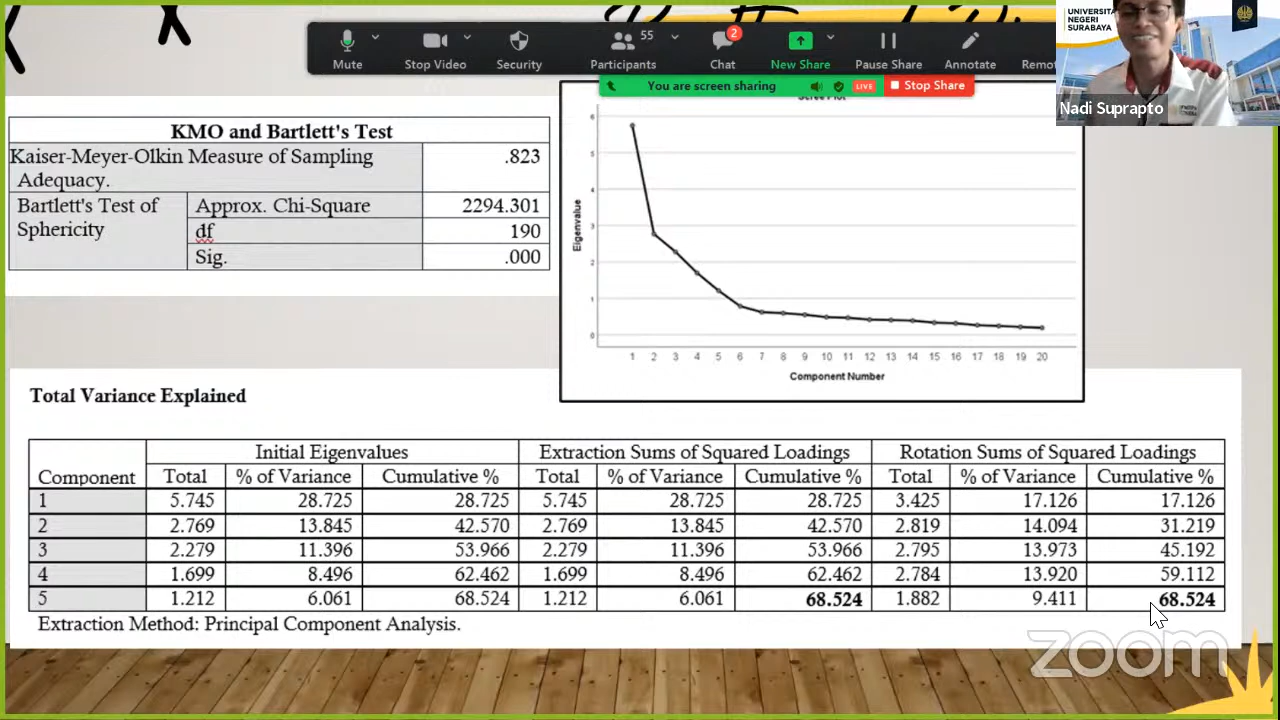 UNIVERSITA
NEGERI
SURABAYA
55
2
Mute
Stop Video
Security
Participants
Chat
New Share
Pause Share
Annotate
You are screen sharing
LIVE
Stop Share
Nadi Suprapto
KMO and Bartlett's Test
Kaiser-Meyer-Olkin Measure of Sampling Adequacy. .823
Bartlett's Test of Sphericity Approx. Chi-Square 2294.301
df 190
Sig. .000
Scree Plot
Eigenvalue
6
5
4
3
2
1
0
1 2 3 4 5 6 7 8 9 10 11 12 13 14 15 16 17 18 19 20
Component Number
Total Variance Explained
Component Initial Eigenvalues Extraction Sums of Squared Loadings Rotation Sums of Squared Loadings
Total % of Variance Cumulative % Total % of Variance Cumulative % Total % of Variance Cumulative %
1 5.745 28.725 28.725 5.745 28.725 28.725 3.425 17.126 17.126
2 2.769 13.845 42.570 2.769 13.845 42.570 2.819 14.094 31.219
3 2.279 11.396 53.966 2.279 11.396 53.966 2.795 13.973 45.192
4 1.699 8.496 62.462 1.699 8.496 62.462 2.784 13.920 59.112
5 1.212 6.061 68.524 1.212 6.061 68.524 1.882 9.411 68.524
Extraction Method: Principal Component Analysis.
zoom